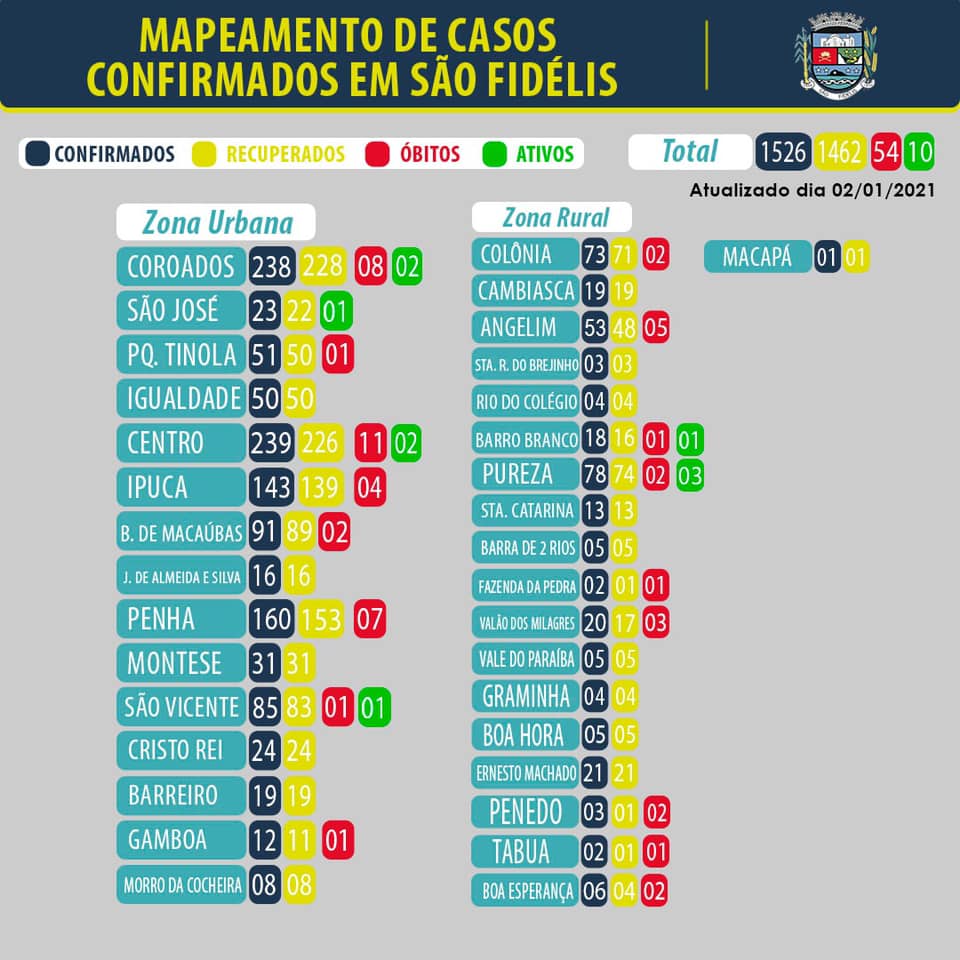 MAPEAMENTO DE CASOS
CONFIRMADOS EM SÃO FIDÉLIS
CONFIRMADOS RECUPERADOS ÓBITOS ATIVOS
Total 1526 1462 54 10
Atualizado dia 02/01/2021
Zona Urbana
COROADOS 238 228 08 02
SÃO JOSÉ 23 22 01
PQ. TINOLA 51 50 01
IGUALDADE 50 50
CENTRO 239 226 11 02
IPUCA 143 139 04
B. DE MACAÚBAS 91 89 02
J. DE ALMEIDA E SILVA 16 16
PENHA 160 153 07
MONTESE 31 31
SÃO VICENTE 85 83 01 01
CRISTO REI 24 24
BARREIRO 19 19
GAMBOA 12 11 01
MORRO DA COCHEIRA 08 08
Zona Rural
COLÔNIA 73 71 02
CAMBIASCA 19 19
ANGELIM 53 48 05
STA. R. DO BREJINHO 03 03
RIO DO COLÉGIO 04 04
BARRO BRANCO 18 16 01 01
PUREZA 78 74 02 03
STA. CATARINA 13 13
BARRA DE 2 RIOS 05 05
FAZENDA DA PEDRA 02 01 01
VALÃO DOS MILAGRES 20 17 03
VALE DO PARAÍBA 05 05
GRAMINHA 04 04
BOA HORA 05 05
ERNESTO MACHADO 21 21
PENEDO 03 01 02
TABUA 02 01 01
BOA ESPERANÇA 06 04 02
MACAPÁ 01 01